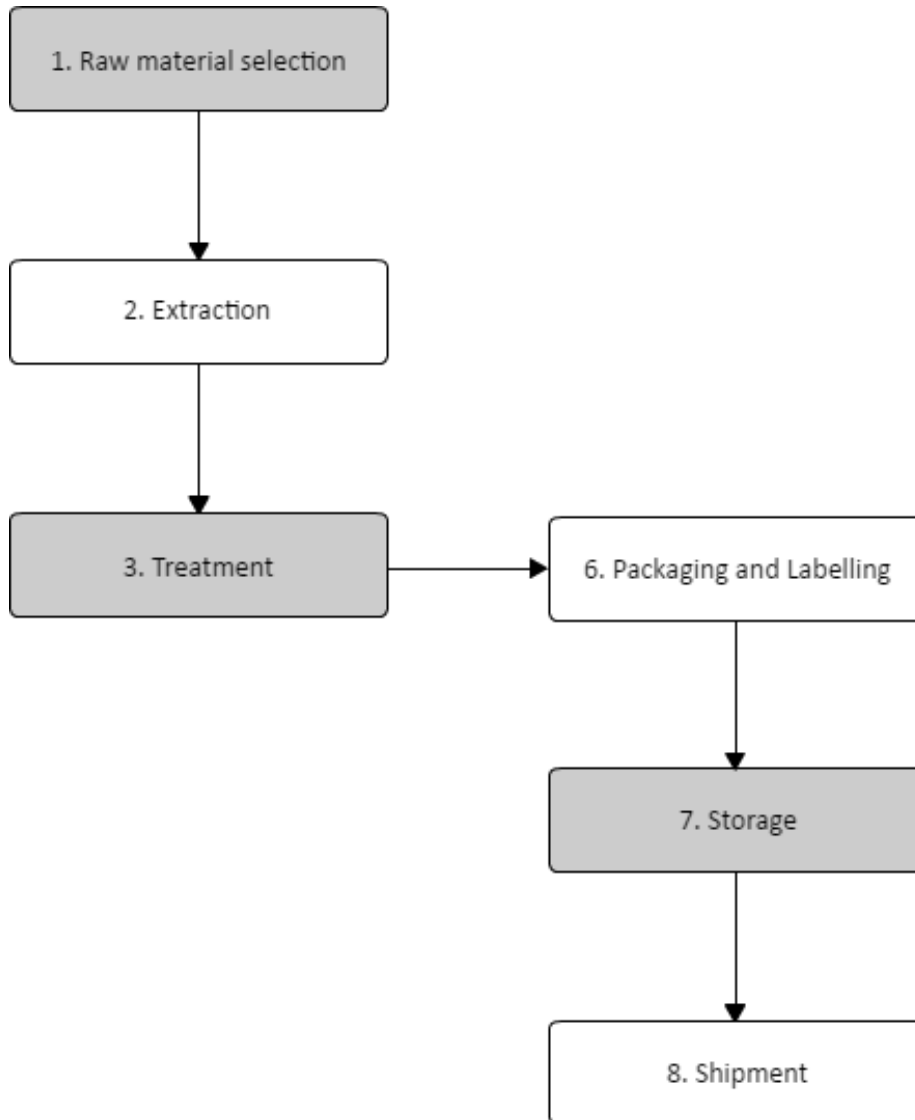 1. Raw material selection
2. Extraction
3. Treatment
6. Packaging and Labelling
7. Storage
8. Shipment